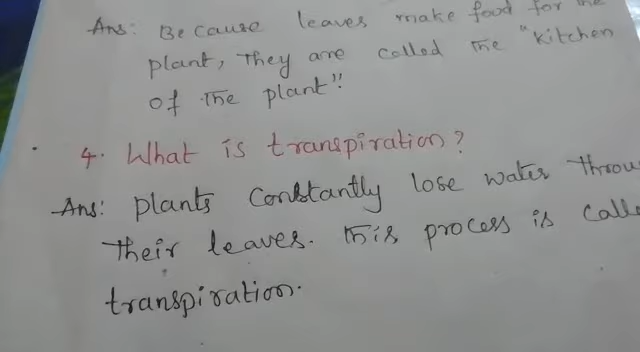 Ans: Because leaves make food for the
plant, They are called the "kitchen
of the plant"!
4. What is transpiration?
Ans: plants constantly lose water throu
their leaves. This process is calle
transpiration.